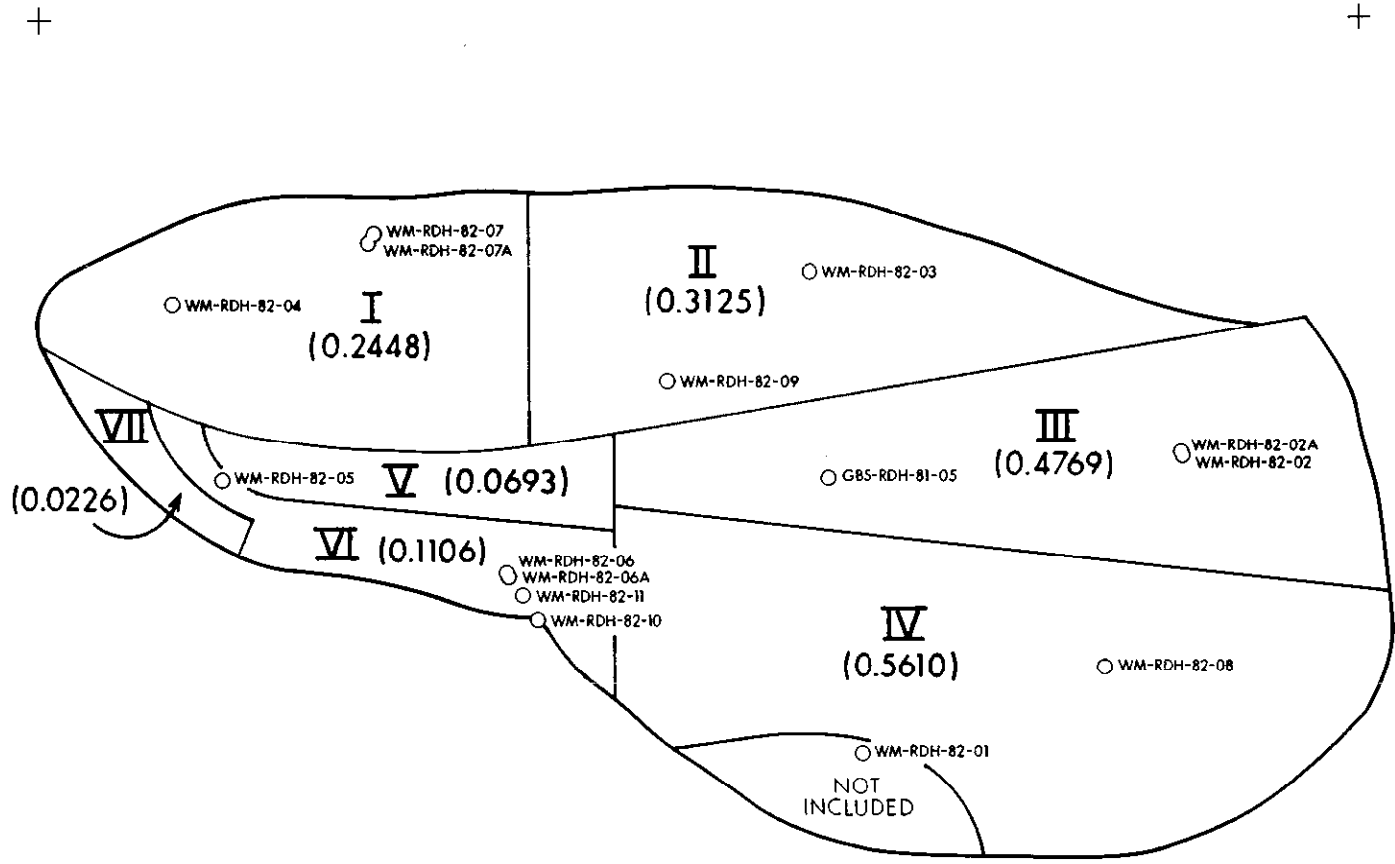 WM-RDH-82-07
WM-RDH-82-07A
II
WM-RDH-82-03
(0.3125)
WM-RDH-82-04
I
(0.2448)
WM-RDH-82-09
VII
III
(0.4769)
WM-RDH-82-02A
WM-RDH-82-02
WM-RDH-82-05
V (0.0693)
GBS-RDH-81-05
(0.0226)
VI (0.1106)
WM-RDH-82-06
WM-RDH-82-06A
WM-RDH-82-11
WM-RDH-82-10
IV
(0.5610)
WM-RDH-82-08
WM-RDH-82-01
NOT
INCLUDED